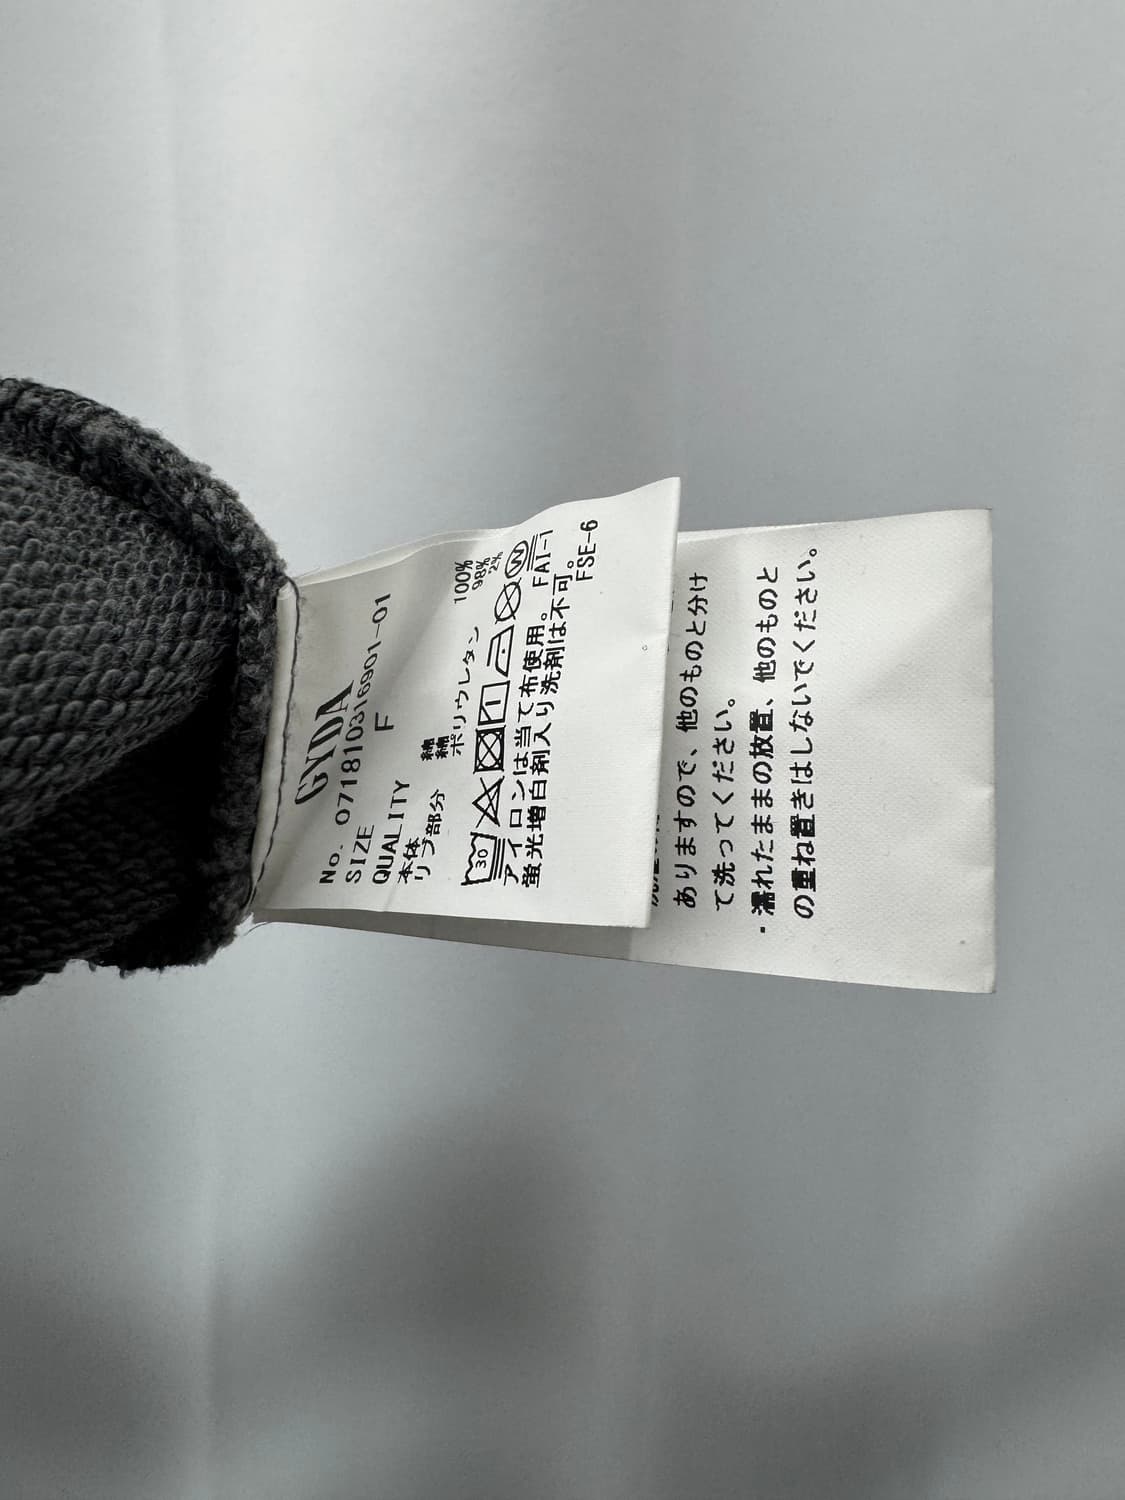 GYDA
No. 071810316901-01
SIZE F
QUALITY
本体 綿 100%
リブ部分 綿 98%
ポリウレタン 2%
30
W
アイロンは当て布使用。FAI-1
蛍光増白剤入り洗剤は不可。
FSE-6
ありますので、他のものと分け
て洗ってください。
・濡れたままの放置、他のものと
の重ね置きはしないでください。